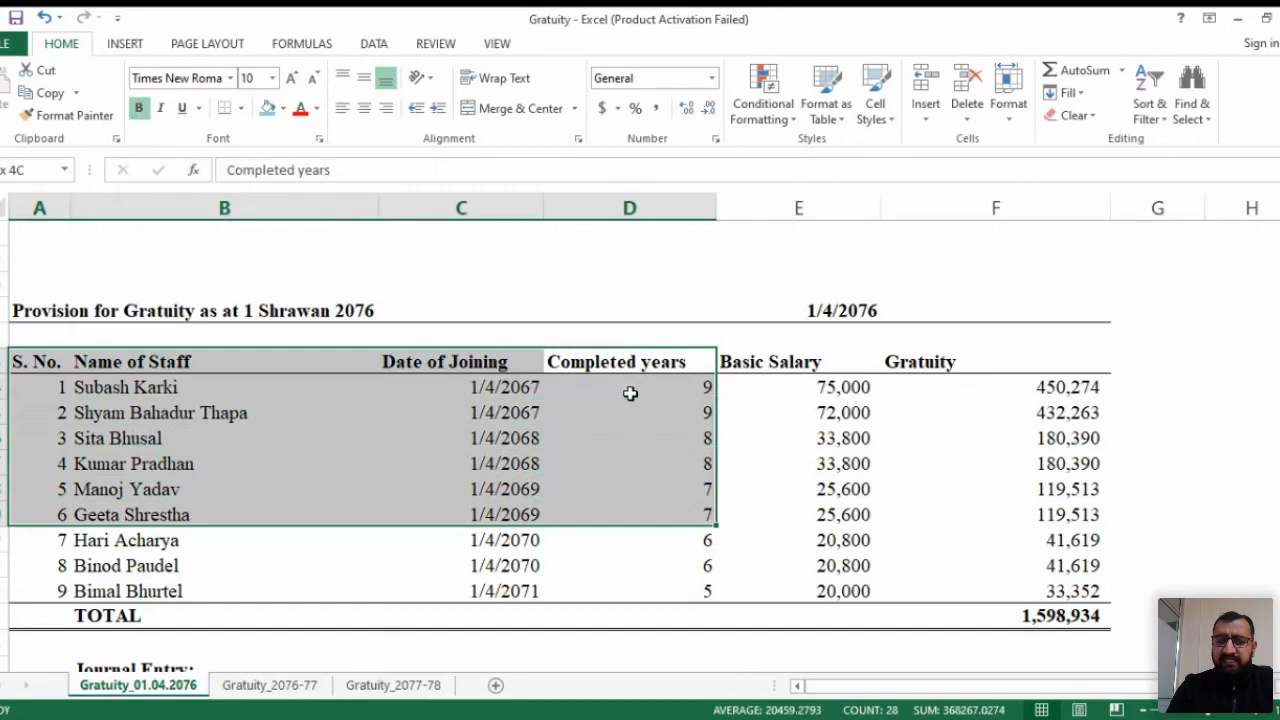 Gratuity - Excel (Product Activation Failed)
?
HOME INSERT PAGE LAYOUT FORMULAS DATA REVIEW VIEW
Sign in
Cut
Copy
Format Painter
Clipboard
Times New Roma 10
B I U
Font
Wrap Text
Merge & Center
Alignment
General
$ % ,
Number
Conditional Formatting
Format as Table
Cell Styles
Styles
Insert Delete Format
Cells
AutoSum
Fill
Clear
Sort & Filter
Find & Select
Editing
x 4C
fx
Completed years
A B C D E F G H
Provision for Gratuity as at 1 Shrawan 2076 1/4/2076
S. No. Name of Staff Date of Joining Completed years Basic Salary Gratuity
1 Subash Karki 1/4/2067 9 75,000 450,274
2 Shyam Bahadur Thapa 1/4/2067 9 72,000 432,263
3 Sita Bhusal 1/4/2068 8 33,800 180,390
4 Kumar Pradhan 1/4/2068 8 33,800 180,390
5 Manoj Yadav 1/4/2069 7 25,600 119,513
6 Geeta Shrestha 1/4/2069 7 25,600 119,513
7 Hari Acharya 1/4/2070 6 20,800 41,619
8 Binod Paudel 1/4/2070 6 20,800 41,619
9 Bimal Bhurtel 1/4/2071 5 20,000 33,352
TOTAL 1,598,934
Journal Entry:
Gratuity_01.04.2076 Gratuity_2076-77 Gratuity_2077-78
AVERAGE: 20459.2793 COUNT: 28 SUM: 368267.0274